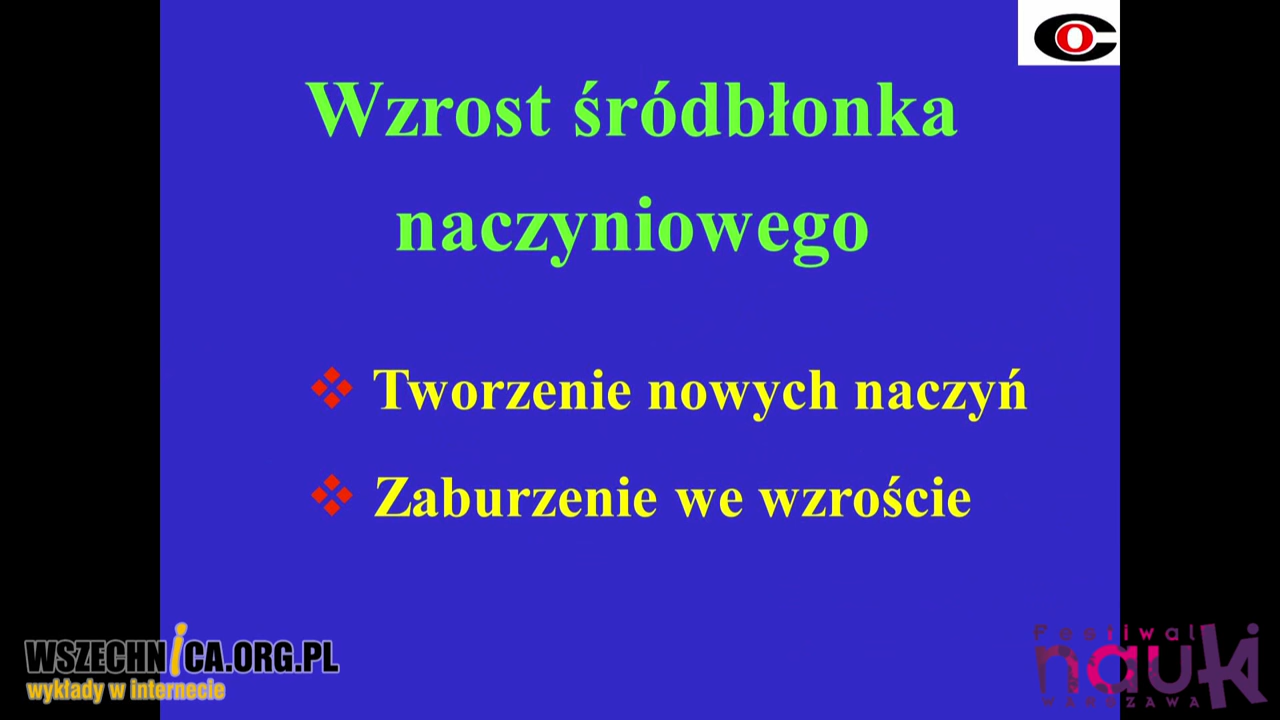 Wzrost śródbłonka
naczyniowego
Tworzenie nowych naczyń
Zaburzenie we wzroście
WSZECHNiCA.ORG.PL
wykłady w internecie
Festiwal
nauki
WARSZAWA